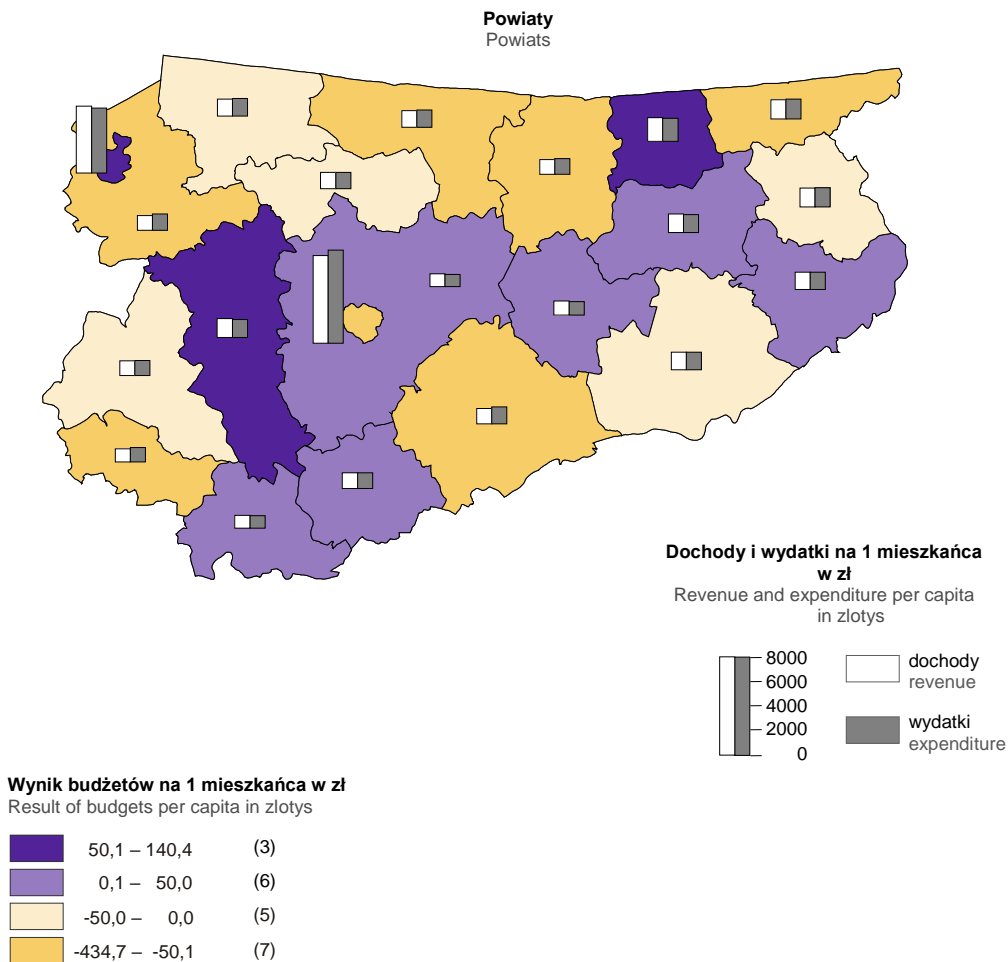 Powiaty
Powiats
Dochody i wydatki na 1 mieszkańca
w zł
Revenue and expenditure per capita
in zlotys
8000
6000
4000
2000
0
dochody
revenue
wydatki
expenditure
Wynik budżetów na 1 mieszkańca w zł
Result of budgets per capita in zlotys
50,1 – 140,4 (3)
0,1 – 50,0 (6)
-50,0 – 0,0 (5)
-434,7 – -50,1 (7)